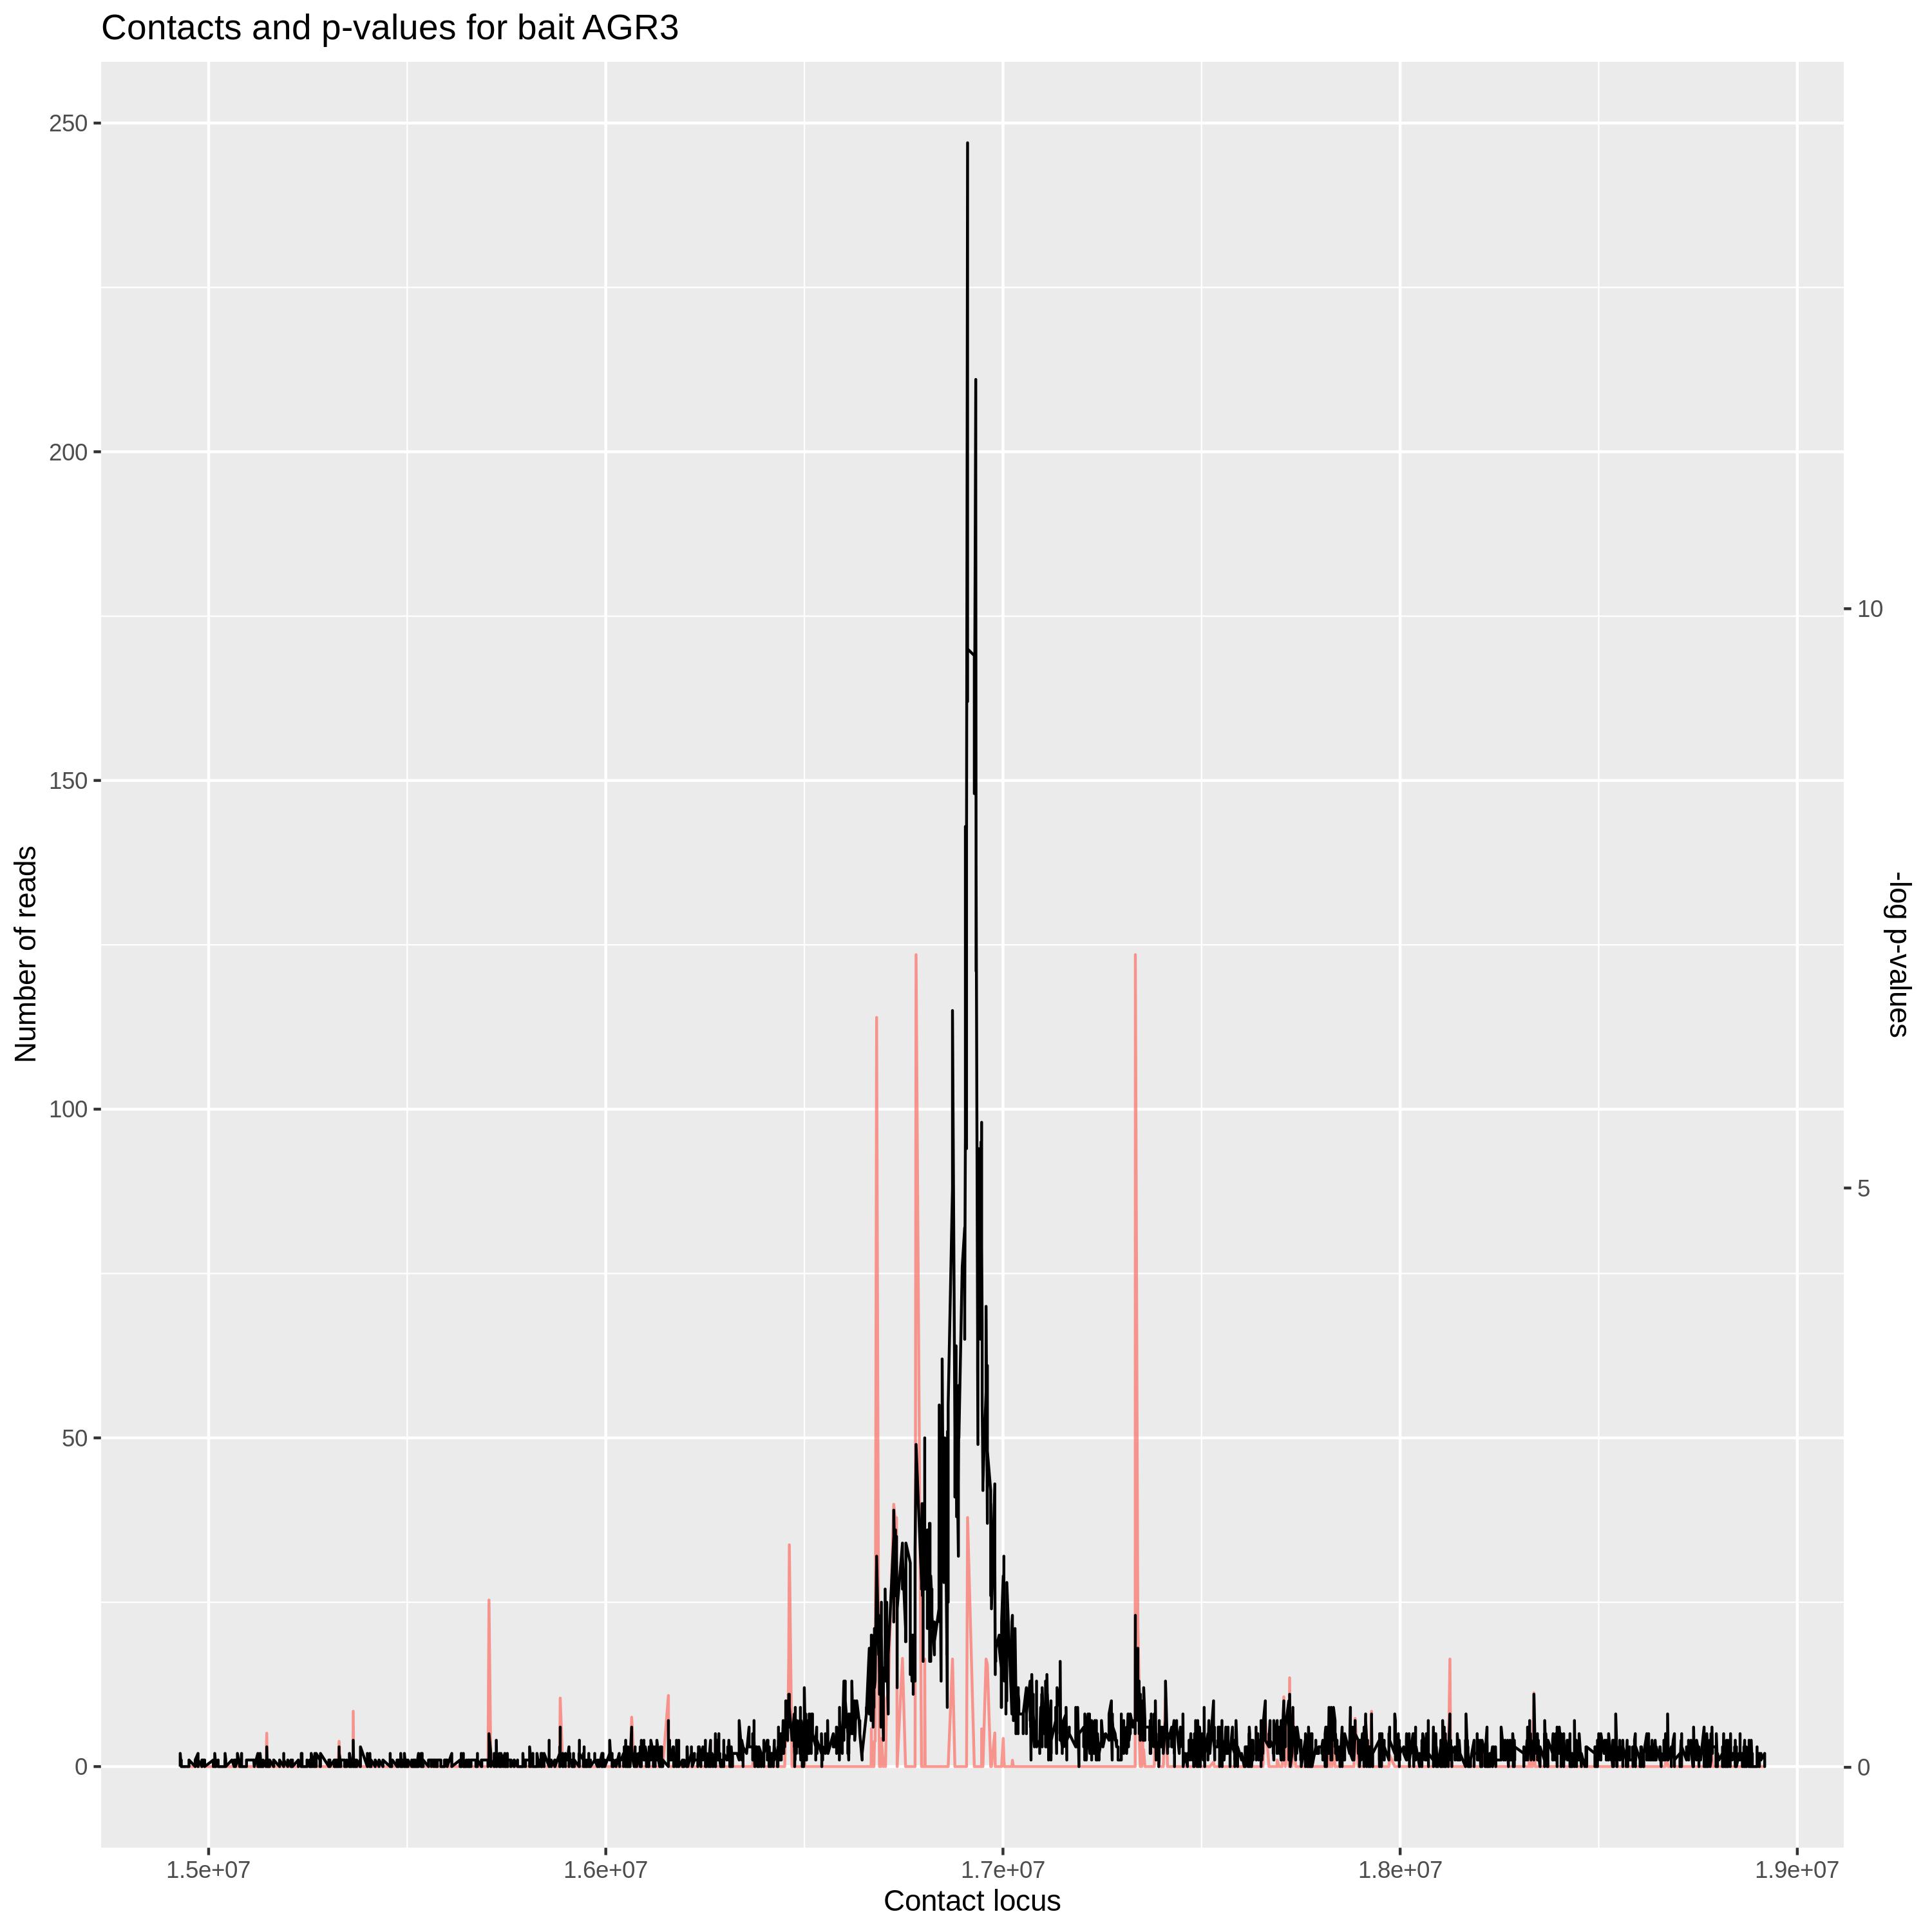 Contacts and p-values for bait AGR3
250
200
150
100
50
0
Number of reads
10
5
0
-log p-values
1.5e+07
1.6e+07
1.7e+07
1.8e+07
1.9e+07
Contact locus